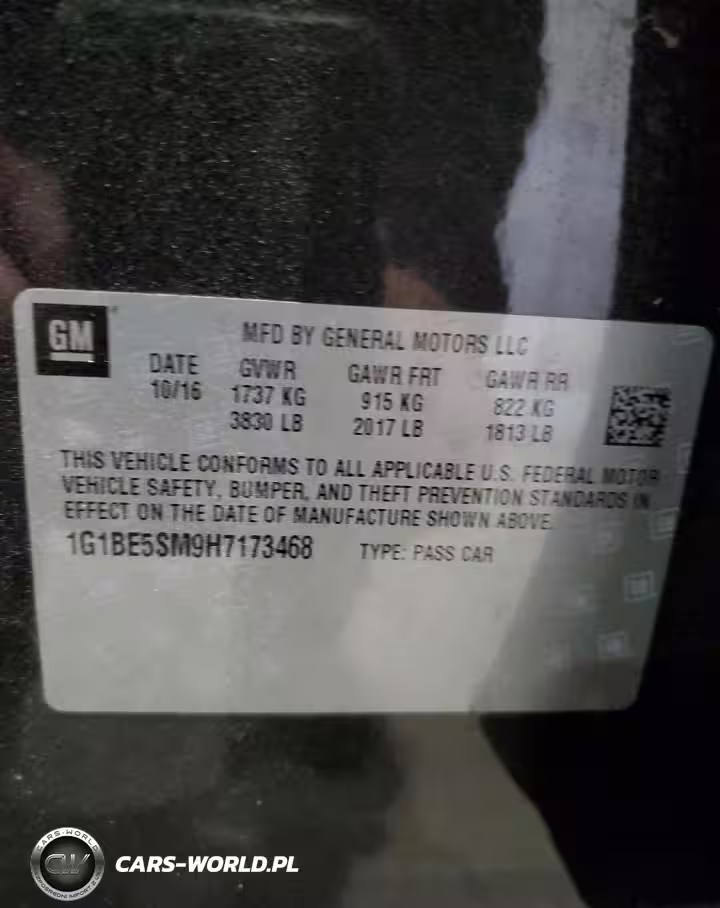 GM
MFD BY GENERAL MOTORS LLC
DATE GVWR GAWR FRT GAWR RR
10/16 1737 KG 915 KG 822 KG
3830 LB 2017 LB 1813 LB
THIS VEHICLE CONFORMS TO ALL APPLICABLE U.S. FEDERAL MOTOR
VEHICLE SAFETY, BUMPER, AND THEFT PREVENTION STANDARDS IN
EFFECT ON THE DATE OF MANUFACTURE SHOWN ABOVE.
1G1BE5SM9H7173468 TYPE: PASS CAR
CARS-WORLD
CW
CARS-WORLD.PL